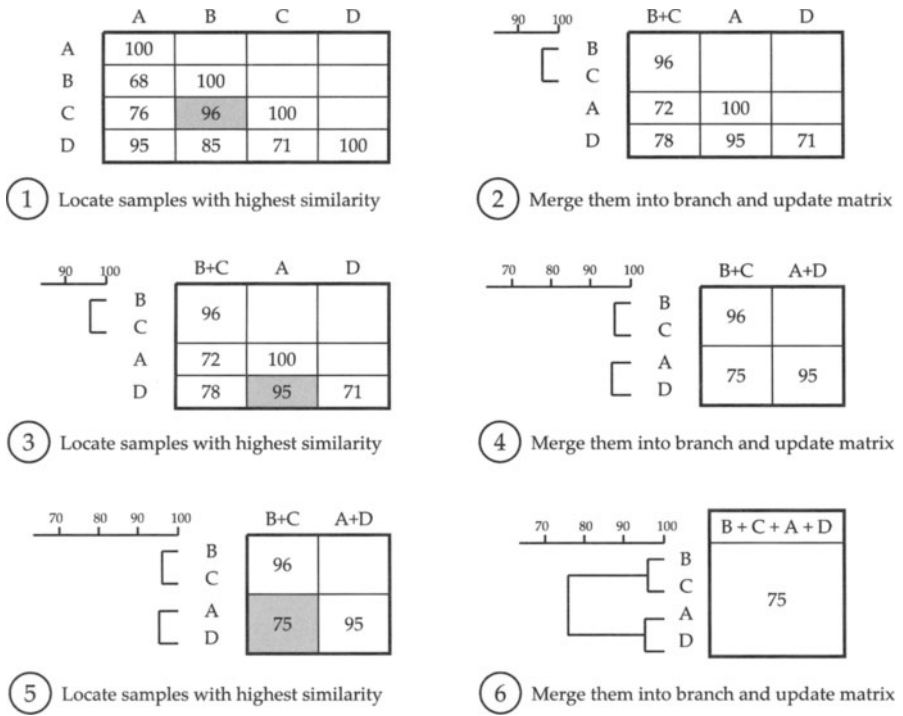 A B C D
A 100
B 68 100
C 76 96 100
D 95 85 71 100
1 Locate samples with highest similarity
90 100 B+C A D
B
C 96
A 72 100
D 78 95 71
2 Merge them into branch and update matrix
90 100 B+C A D
B
C 96
A 72 100
D 78 95 71
3 Locate samples with highest similarity
70 80 90 100 B+C A+D
B
C 96
A
D 75 95
4 Merge them into branch and update matrix
70 80 90 100 B+C A+D
B
C 96
A
D 75 95
5 Locate samples with highest similarity
70 80 90 100 B + C + A + D
B
C
A 75
D
6 Merge them into branch and update matrix